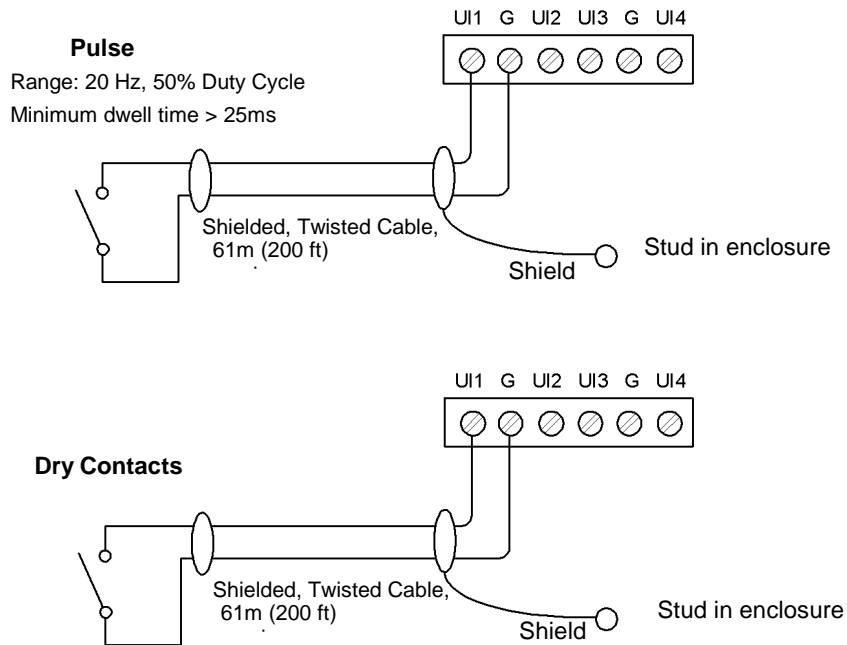 UI1 G UI2 UI3 G UI4
Pulse
Range: 20 Hz, 50% Duty Cycle
Minimum dwell time > 25ms
Shielded, Twisted Cable,
61m (200 ft)
Stud in enclosure
Shield
UI1 G UI2 UI3 G UI4
Dry Contacts
Shielded, Twisted Cable,
61m (200 ft)
Stud in enclosure
Shield